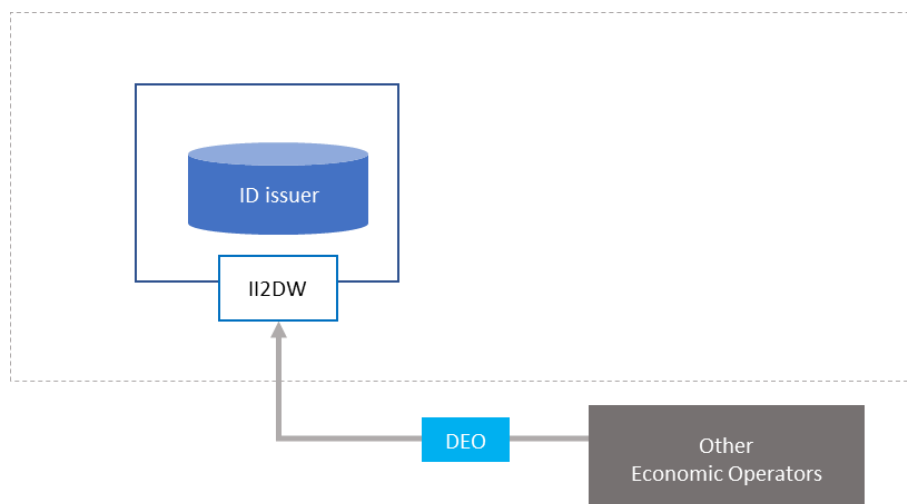 ID issuer
II2DW
DEO
Other
Economic Operators